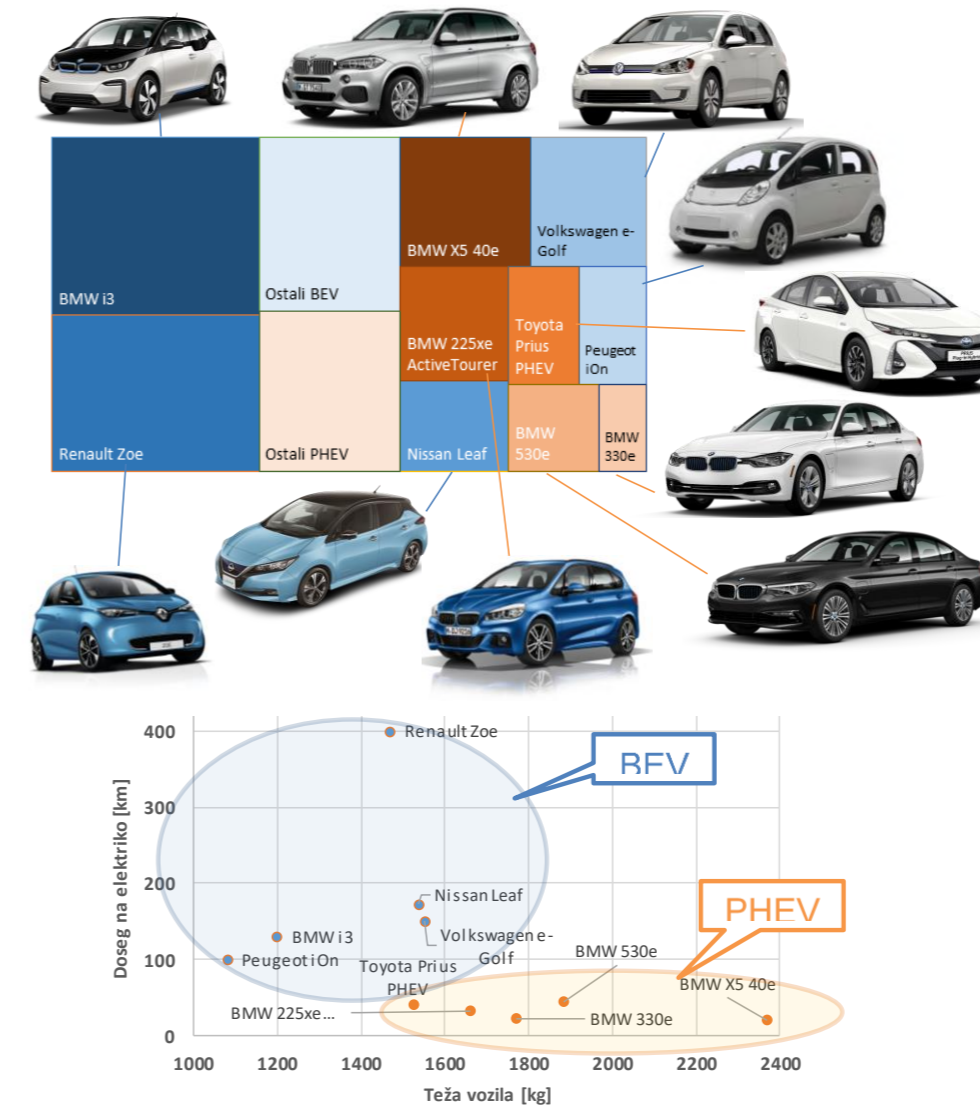 BMW i3
Ostali BEV
BMW X5 40e
Volkswagen e-
Golf
Renault Zoe
Ostali PHEV
BMW 225xe
ActiveTourer
Toyota
Prius
PHEV
Peugeot
iOn
Nissan Leaf
BMW
530e
BMW
330e
400
300
200
100
0
Doseg na elektriko [km]
Renault Zoe
BEV
Nissan Leaf
BMW i3
Volkswagen e-
Golf
Peugeot iOn
Toyota Prius
PHEV
PHEV
BMW 530e
BMW X5 40e
BMW 225xe ...
BMW 330e
1000 1200 1400 1600 1800 2000 2200 2400
Teža vozila [kg]